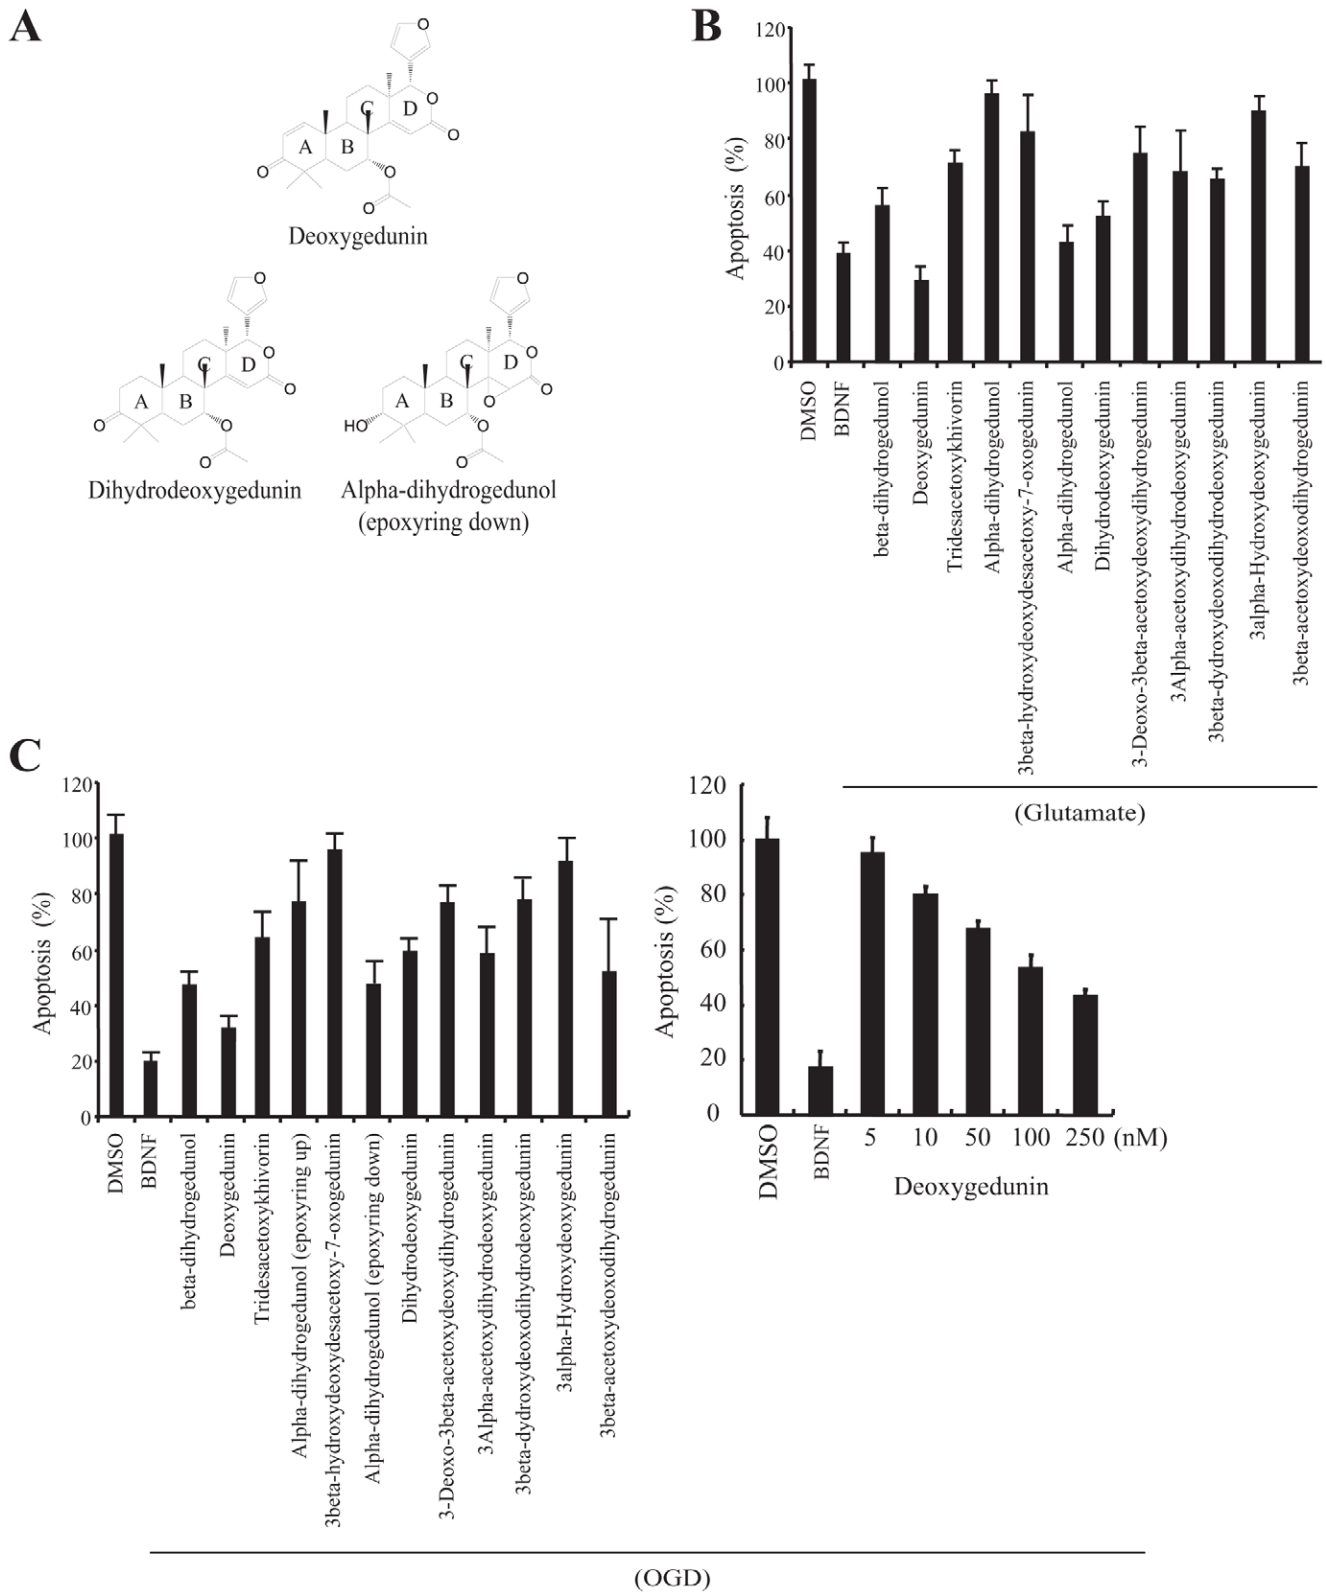 A
O
O
O
C
D
A
B
O
O
O
Deoxygedunin
O
O
O
C
D
A
B
O
O
O
Dihydrodeoxygedunin
O
O
O
C
D
O
A
B
HO
O
O
Alpha-dihydrogedunol
(epoxyring down)
B
Apoptosis (%)
120
100
80
60
40
20
0
DMSO
BDNF
beta-dihydrogedunol
Deoxygedunin
Tridesacetoxykhivorin
Alpha-dihydrogedunol
3beta-hydroxydeoxydesacetoxy-7-oxogedunin
Alpha-dihydrogedunol
Dihydrodeoxygedunin
3-Deoxo-3beta-acetoxydeoxydihydrogedunin
3Alpha-acetoxydihydrodeoxygedunin
3beta-dydroxydeoxodihydrodeoxygedunin
3alpha-Hydroxydeoxygedunin
3beta-acetoxydeoxodihydrogedunin
(Glutamate)
C
Apoptosis (%)
120
100
80
60
40
20
0
DMSO
BDNF
beta-dihydrogedunol
Deoxygedunin
Tridesacetoxykhivorin
Alpha-dihydrogedunol (epoxyring up)
3beta-hydroxydeoxydesacetoxy-7-oxogedunin
Alpha-dihydrogedunol (epoxyring down)
Dihydrodeoxygedunin
3-Deoxo-3beta-acetoxydeoxydihydrogedunin
3Alpha-acetoxydihydrodeoxygedunin
3beta-dydroxydeoxodihydrodeoxygedunin
3alpha-Hydroxydeoxygedunin
3beta-acetoxydeoxodihydrogedunin
Apoptosis (%)
120
100
80
60
40
20
0
DMSO
BDNF
5 10 50 100 250 (nM)
Deoxygedunin
(OGD)